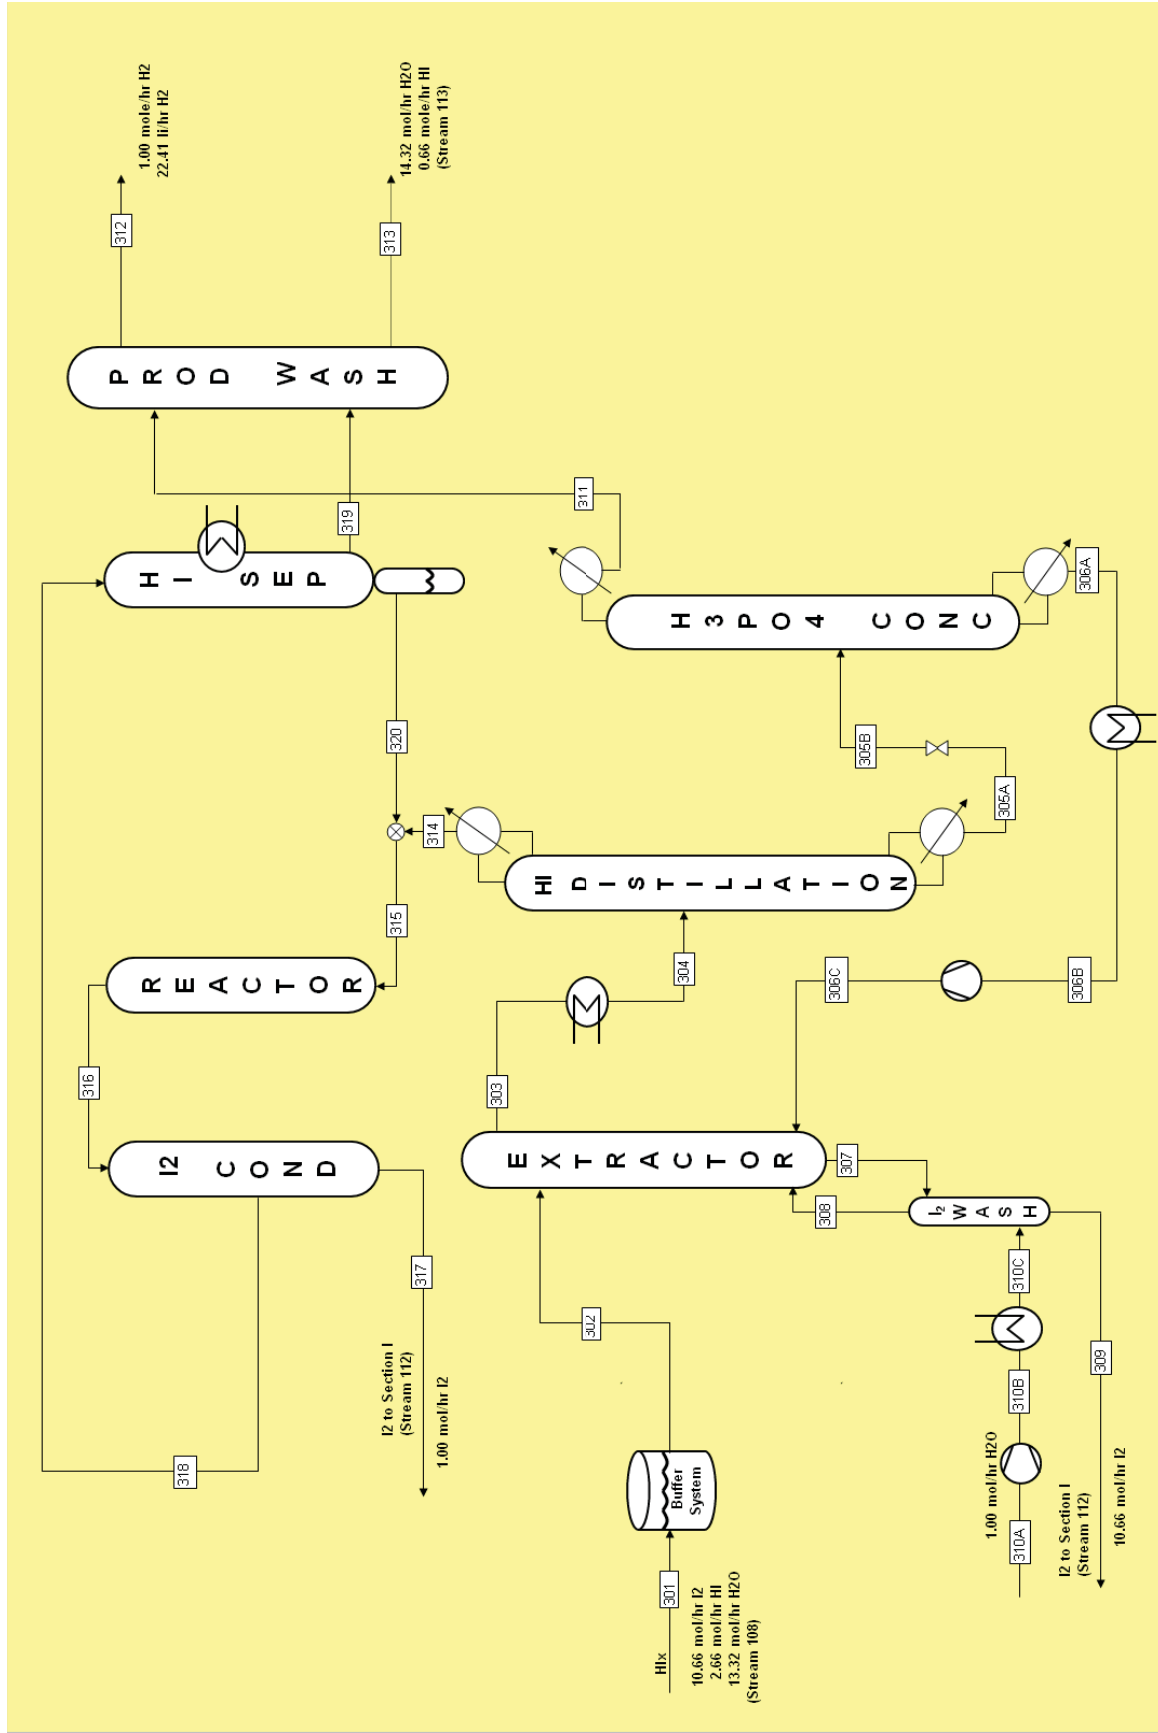 318
316
312
1.00 mole/hr H2
22.41 li/hr H2
I2 COND
REACTOR
HI SEP
PROD WASH
319
320
315
313
14.32 mol/hr H2O
0.66 mole/hr HI
(Stream 113)
317
I2 to Section I
(Stream 112)
1.00 mol/hr I2
314
303
EXTRACTOR
HI DISTILLATION
H3PO4 CONC
311
302
304
301
HIx
10.66 mol/hr I2
2.66 mol/hr HI
13.32 mol/hr H2O
(Stream 108)
Buffer
System
308
307
306C
305B
305A
I2 WASH
310A
310B
310C
1.00 mol/hr H2O
306B
306A
309
I2 to Section I
(Stream 112)
10.66 mol/hr I2